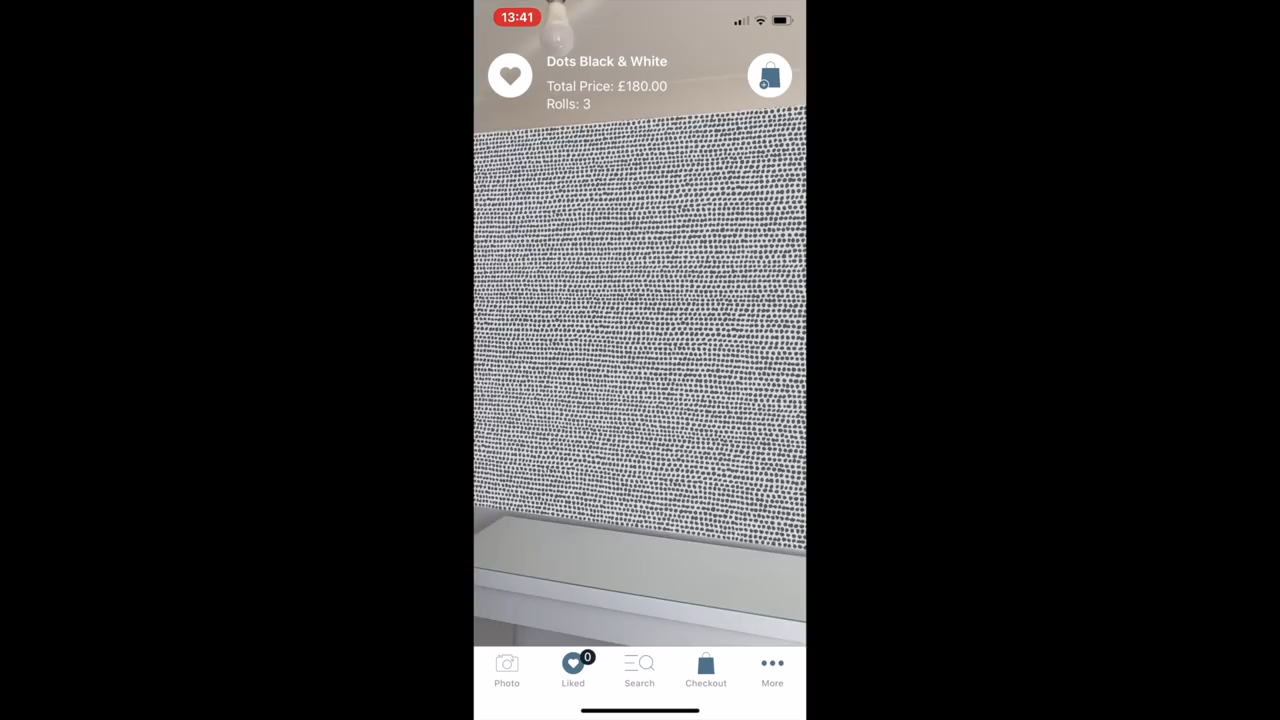 13:41
Dots Black & White
Total Price: £180.00
Rolls: 3
0
Photo
Liked
Search
Checkout
More